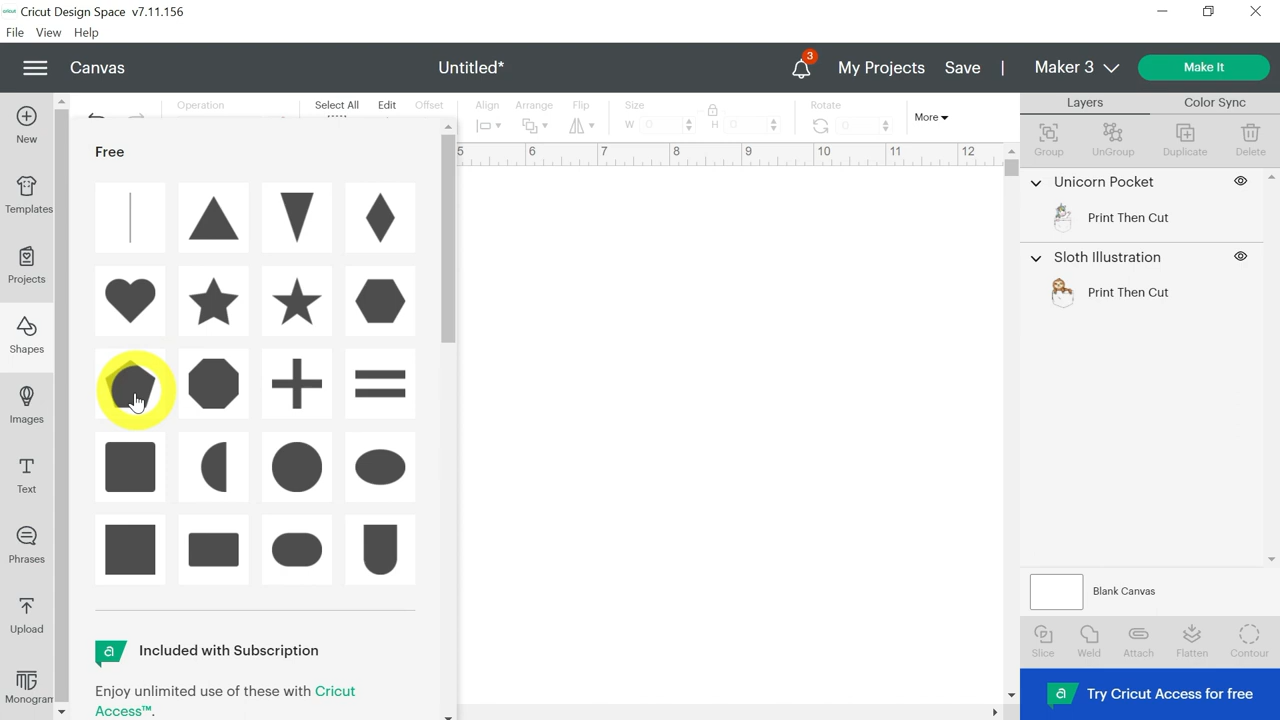 cricut Cricut Design Space v7.11.156
File View Help
Canvas Untitled* 3 My Projects Save | Maker 3 Make It
New
Templates
Projects
Shapes
Images
Text
Phrases
Upload
Monogram
Operation Select All Edit Offset Align Arrange Flip Size Rotate
W 0 H 0 0 More
Free
5 6 7 8 9 10 11 12
a Included with Subscription
Enjoy unlimited use of these with Cricut
Access™.
Layers Color Sync
Group UnGroup Duplicate Delete
Unicorn Pocket
Print Then Cut
Sloth Illustration
Print Then Cut
Blank Canvas
Slice Weld Attach Flatten Contour
a Try Cricut Access for free